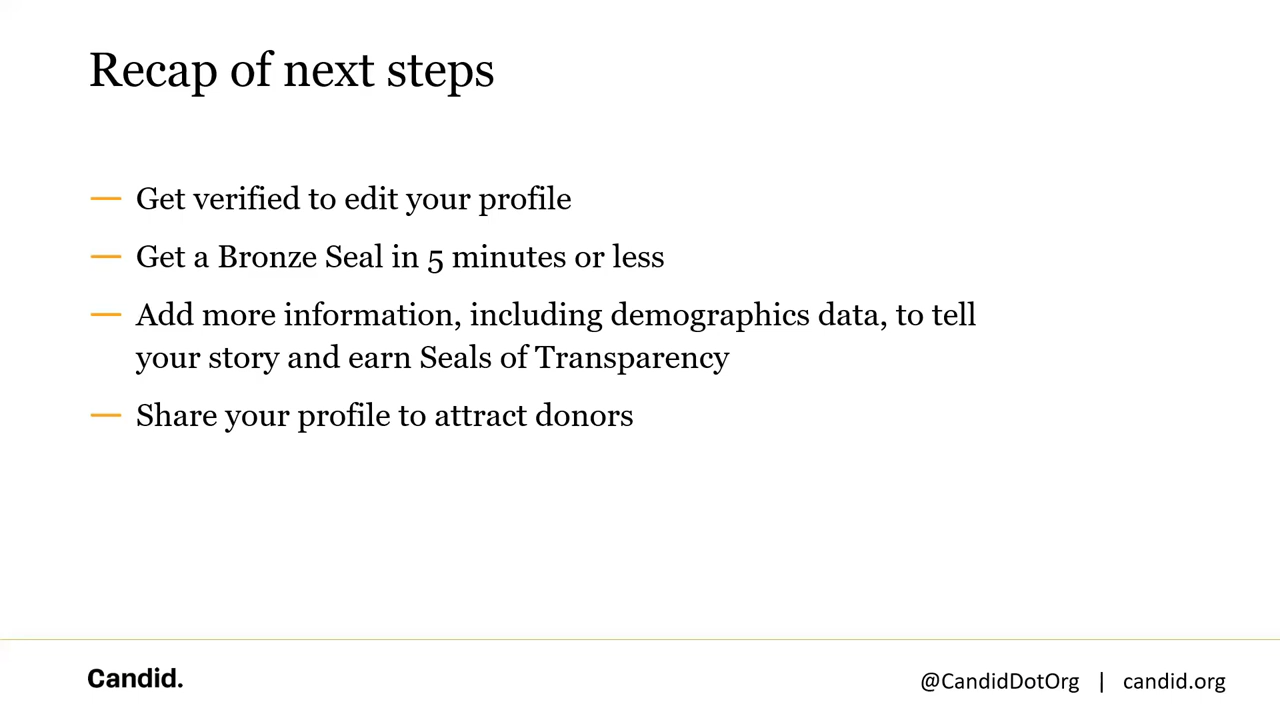 Recap of next steps
Get verified to edit your profile
Get a Bronze Seal in 5 minutes or less
Add more information, including demographics data, to tell
your story and earn Seals of Transparency
Share your profile to attract donors
Candid.
@CandidDotOrg | candid.org